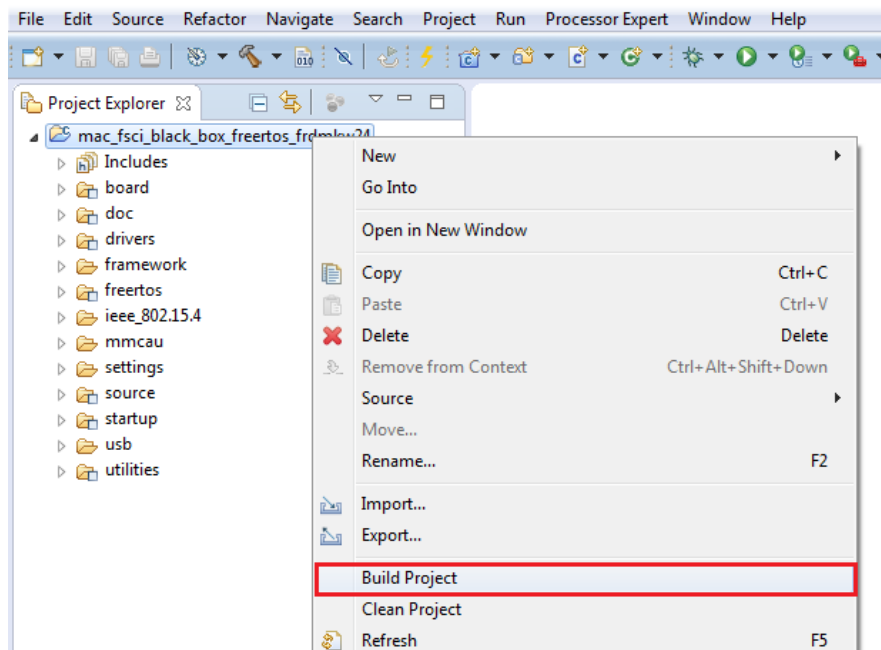 File Edit Source Refactor Navigate Search Project Run Processor Expert Window Help
010
Project Explorer
mac_fsci_black_box_freertos_frdmkw24
Includes
board
doc
drivers
framework
freertos
ieee_802.15.4
mmcau
settings
source
startup
usb
utilities
New
Go Into
Open in New Window
Copy Ctrl+C
Paste Ctrl+V
Delete Delete
Remove from Context Ctrl+Alt+Shift+Down
Source
Move...
Rename... F2
Import...
Export...
Build Project
Clean Project
Refresh F5